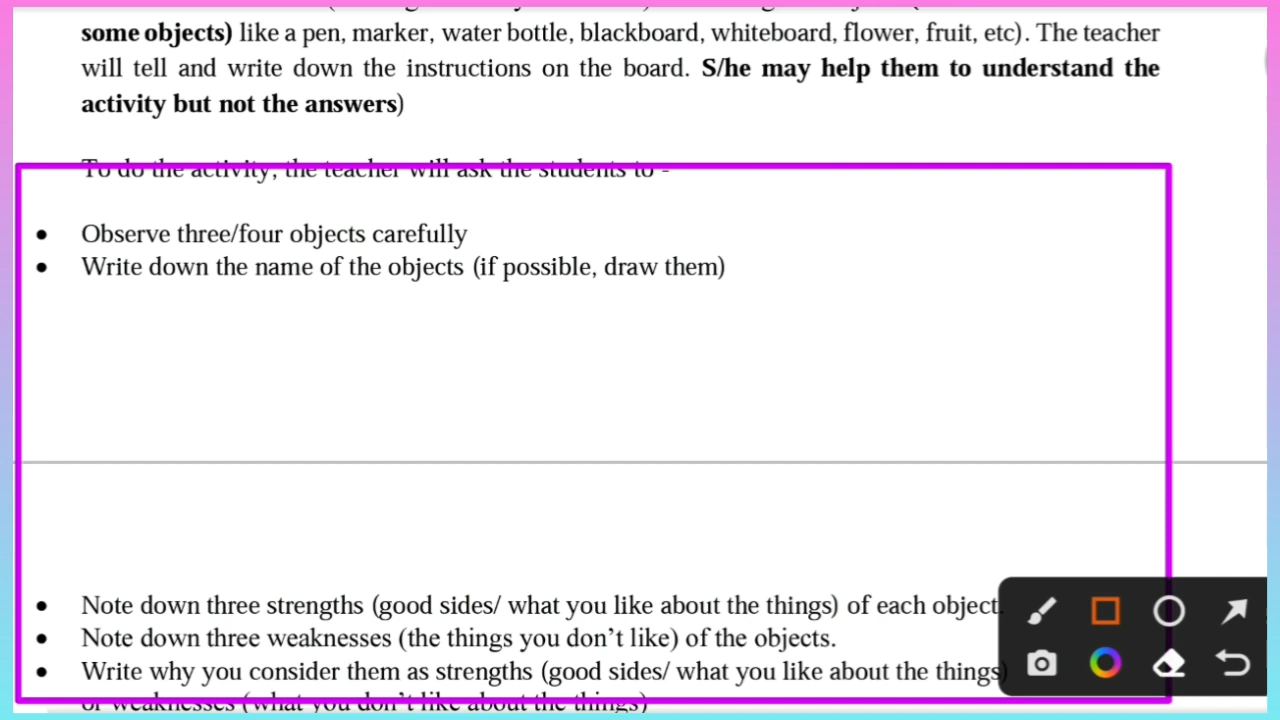 some objects) like a pen, marker, water bottle, blackboard, whiteboard, flower, fruit, etc). The teacher
will tell and write down the instructions on the board. S/he may help them to understand the
activity but not the answers)
To do the activity, the teacher will ask the students to -
• Observe three/four objects carefully
• Write down the name of the objects (if possible, draw them)
• Note down three strengths (good sides/ what you like about the things) of each object.
• Note down three weaknesses (the things you don’t like) of the objects.
• Write why you consider them as strengths (good sides/ what you like about the things)
or weaknesses (what you don’t like about the things)